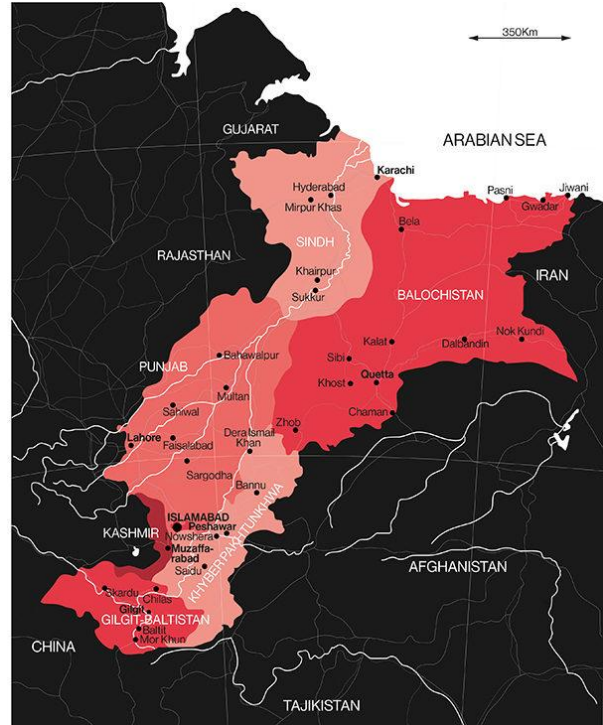 350Km
GUJARAT
ARABIAN SEA
Karachi
Hyderabad
Mirpur Khas
Pasni
Jiwani
Gwadar
Bela
SINDH
RAJASTHAN
IRAN
Khairpur
Sukkur
BALOCHISTAN
Nok Kundi
Kalat
Dalbandin
Bahawalpur
Sibi
PUNJAB
Khost
Quetta
Multan
Sahiwal
Chaman
Zhob
Lahore
Faisalabad
Dera Ismail
Khan
Sargodha
Bannu
ISLAMABAD
Peshawar
KASHMIR
Nowshera
Muzaffa-
rabad
KHYBER PAKHTUNKHWA
Saidu
AFGHANISTAN
Skardu
Chilas
Gilgit
GILGIT-BALTISTAN
Baltit
Mor Khun
CHINA
TAJIKISTAN